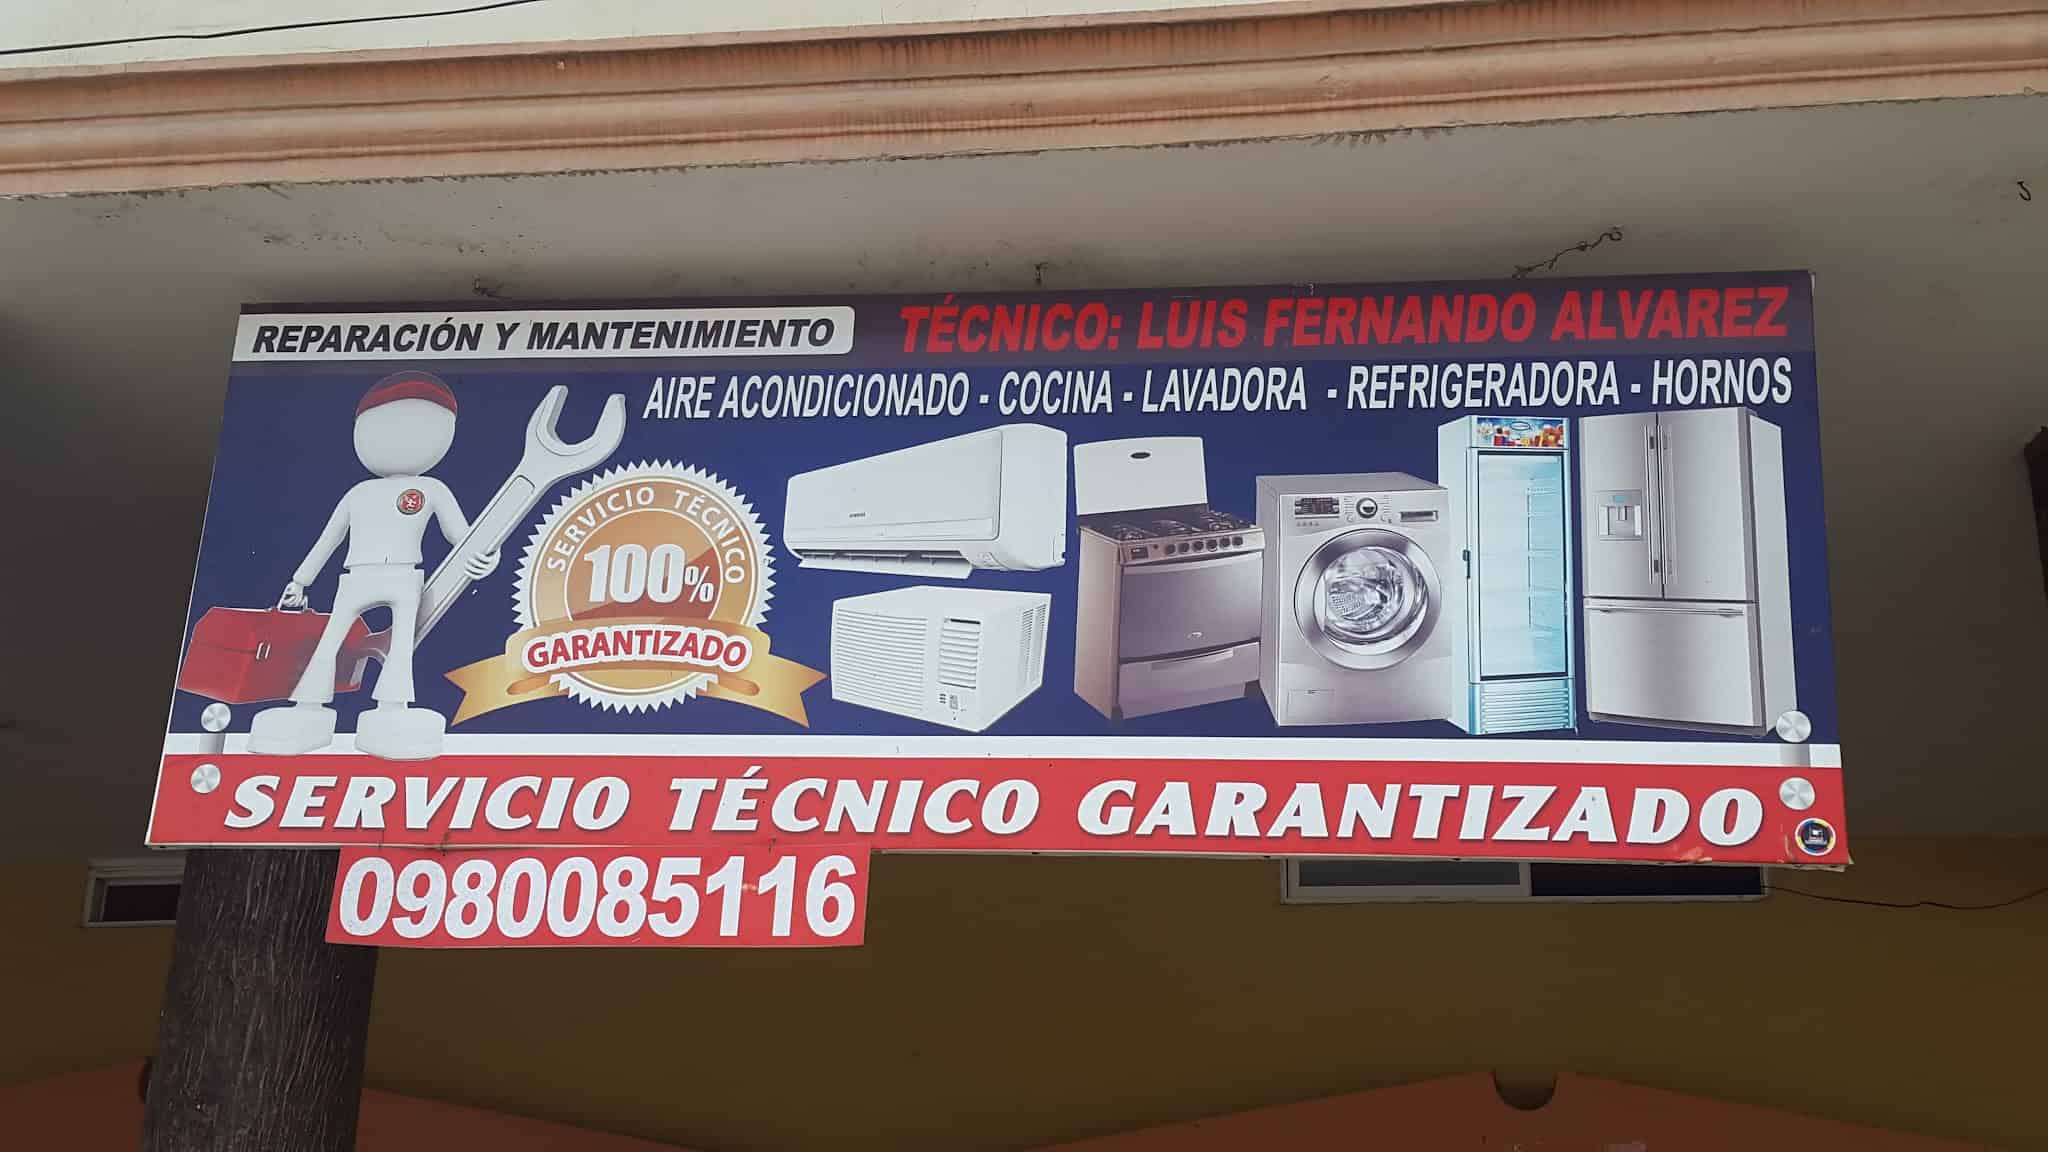 REPARACIÓN Y MANTENIMIENTO
TÉCNICO: LUIS FERNANDO ALVAREZ
AIRE ACONDICIONADO - COCINA - LAVADORA - REFRIGERADORA - HORNOS
SERVICIO TÉCNICO
100%
GARANTIZADO
SERVICIO TÉCNICO GARANTIZADO
0980085116